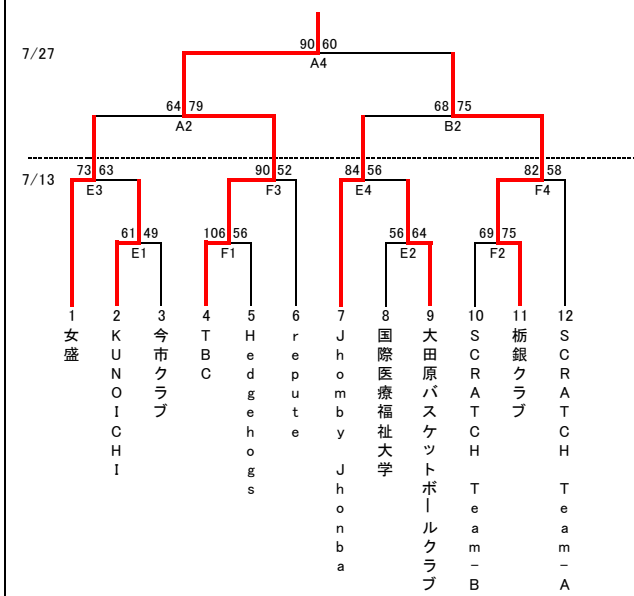 90 60
7/27
A4
64 79
68 75
A2
B2
7/13
73 63
90 52
84 56
82 58
E3
F3
E4
F4
61 49
106 56
56 64
69 75
E1
F1
E2
F2
1 2 3 4 5 6 7 8 9 10 11 12
女盛
KUNOICHI
今市クラブ
TBC
Hedgehogs
repute
Jhomby Jhonba
国際医療福祉大学
大田原バスケットボールクラブ
SCRATCH Team-B
栃銀クラブ
SCRATCH Team-A